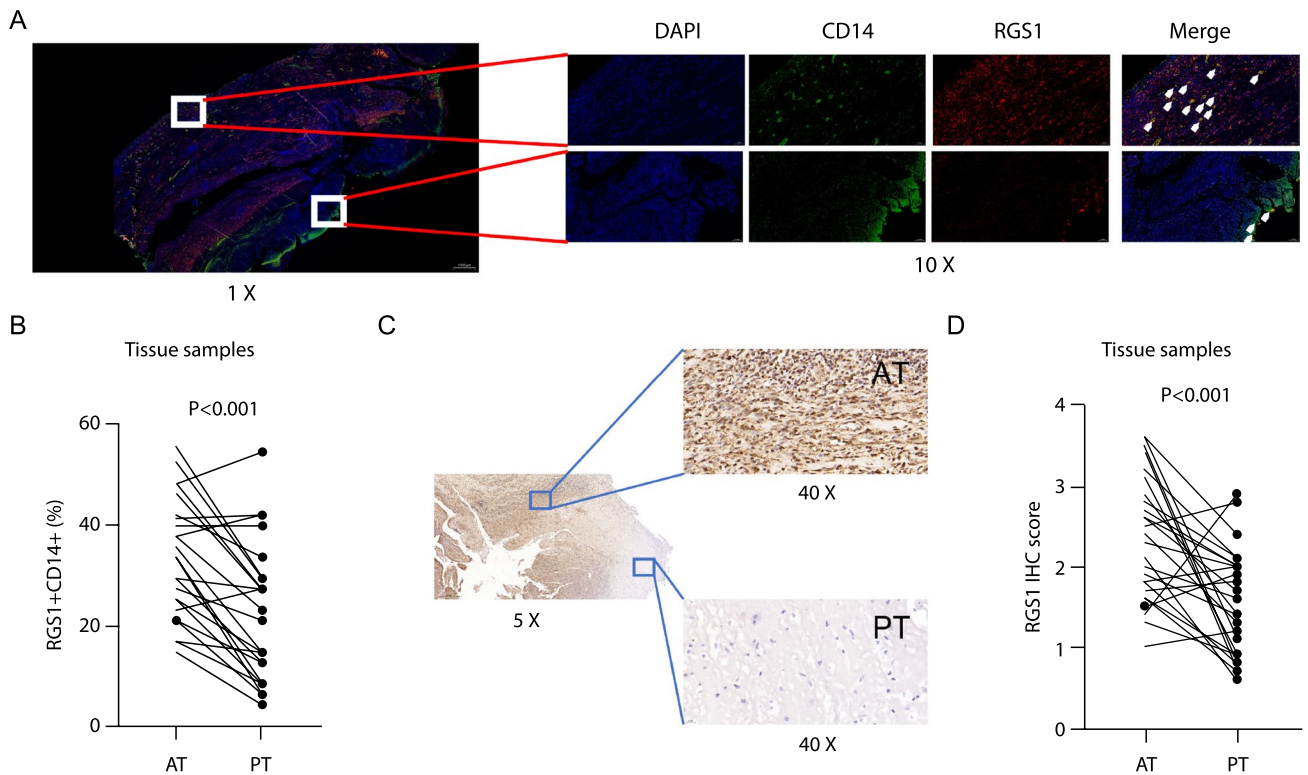 A
DAPI CD14 RGS1 Merge
1 X
10 X
B
Tissue samples
P<0.001
RGS1+CD14+ (%)
60
40
20
0
AT PT
C
AT
40 X
5 X
PT
40 X
D
Tissue samples
P<0.001
RGS1 IHC score
4
3
2
1
0
AT PT